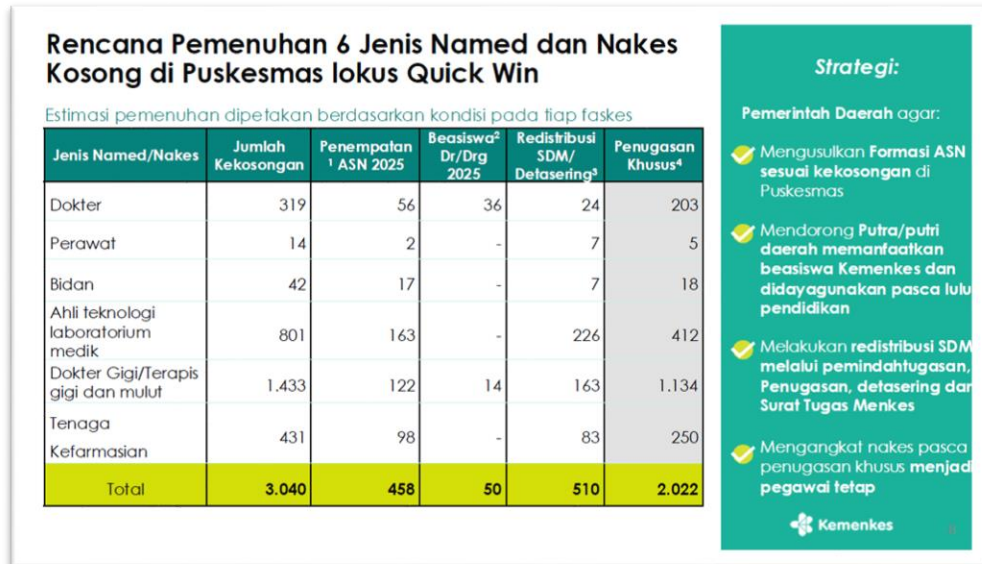 Rencana Pemenuhan 6 Jenis Named dan Nakes
Kosong di Puskesmas lokus Quick Win
Estimasi pemenuhan dipetakan berdasarkan kondisi pada tiap faskes
Jenis Named/Nakes Jumlah Kekosongan Penempatan ¹ ASN 2025 Beasiswa² Dr/Drg 2025 Redistribusi SDM/ Detasering³ Penugasan Khusus⁴
Dokter 319 56 36 24 203
Perawat 14 2 - 7 5
Bidan 42 17 - 7 18
Ahli teknologi laboratorium medik 801 163 - 226 412
Dokter Gigi/Terapis gigi dan mulut 1.433 122 14 163 1.134
Tenaga Kefarmasian 431 98 - 83 250
Total 3.040 458 50 510 2.022
Strategi:
Pemerintah Daerah agar:
Mengusulkan Formasi ASN
sesuai kekosongan di
Puskesmas
Mendorong Putra/putri
daerah memanfaatkan
beasiswa Kemenkes dan
didayagunakan pasca lulu
pendidikan
Melakukan redistribusi SDM
melalui pemindahtugasan,
Penugasan, detasering dan
Surat Tugas Menkes
Mengangkat nakes pasca
penugasan khusus menjadi
pegawai tetap
Kemenkes